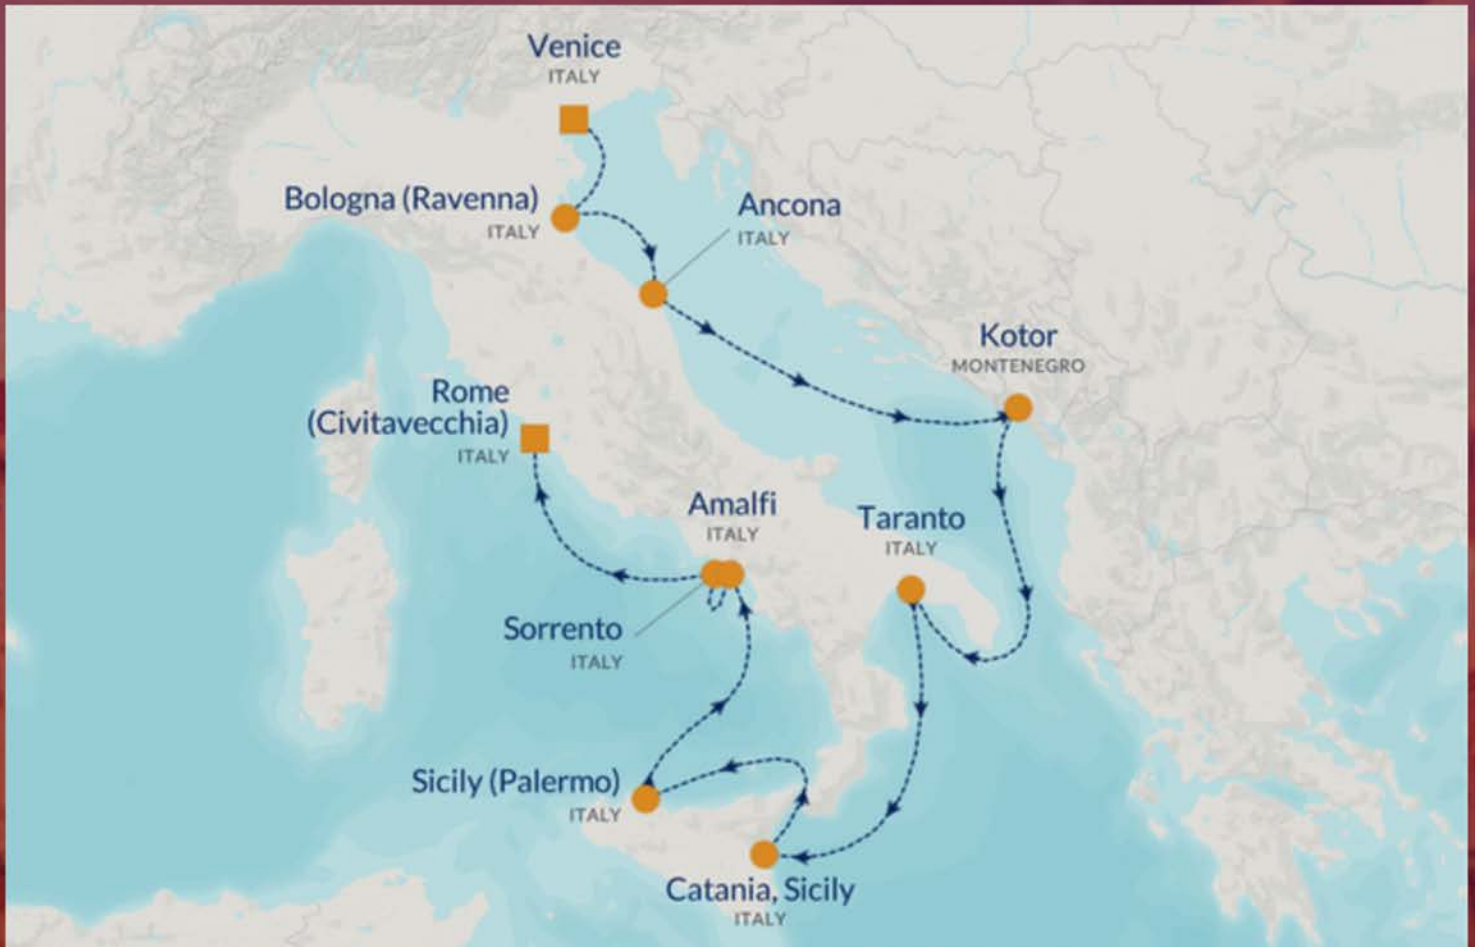 Venice
ITALY
Bologna (Ravenna)
ITALY
Ancona
ITALY
Kotor
MONTENEGRO
Rome
(Civitavecchia)
ITALY
Amalfi
ITALY
Taranto
ITALY
Sorrento
ITALY
Sicily (Palermo)
ITALY
Catania, Sicily
ITALY